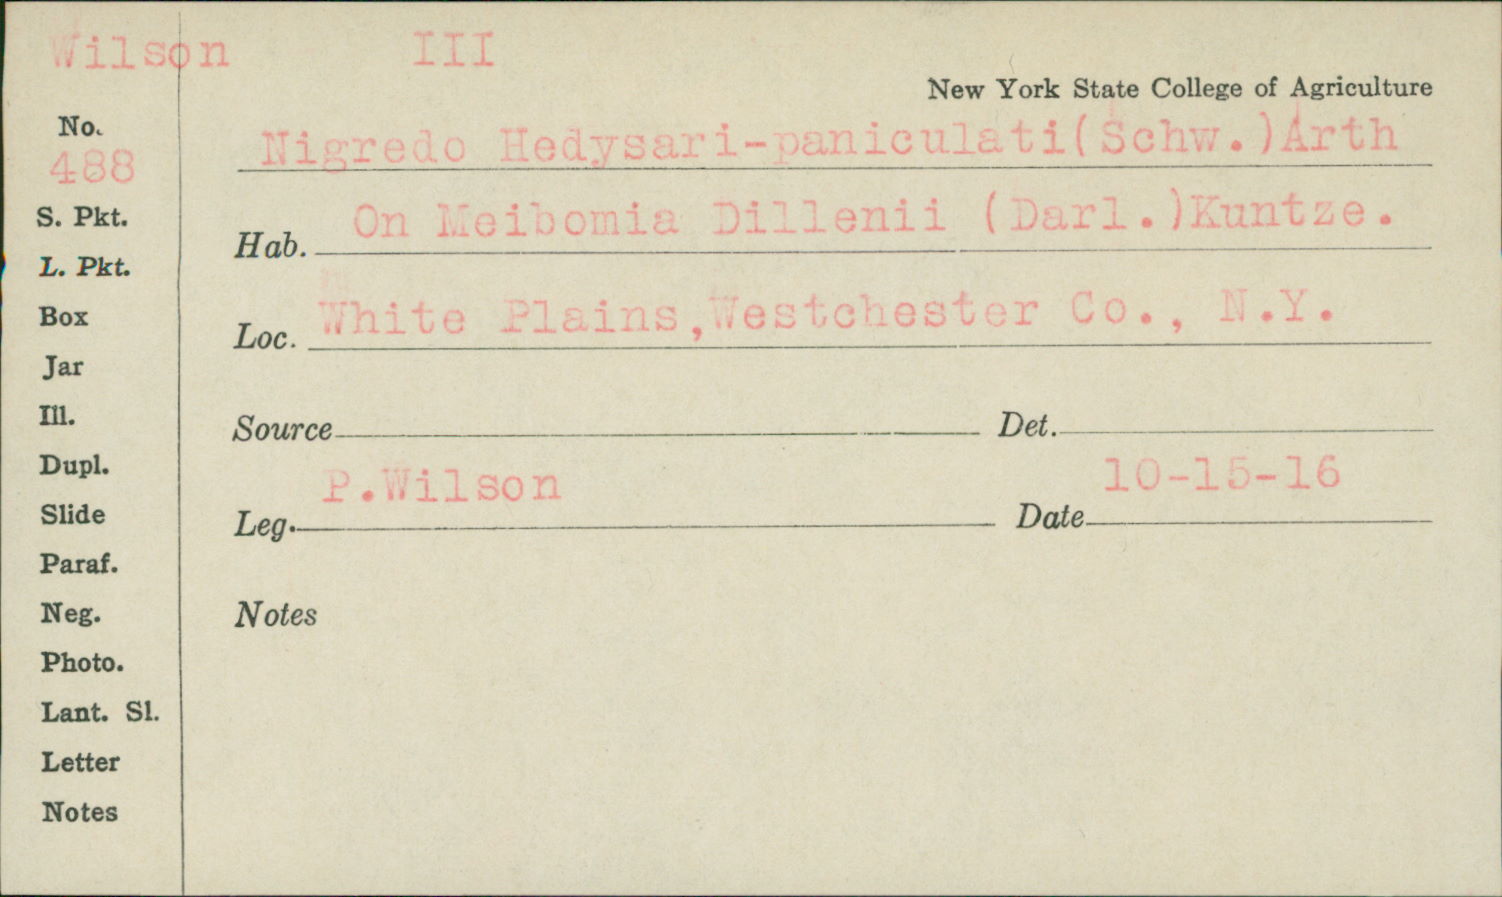 Wilson III
New York State College of Agriculture
No.
488
Nigredo Hedysari-paniculati(Schw.)Arth
S. Pkt.
Hab. On Meibomia Dillenii (Darl.)Kuntze.
L. Pkt.
Box
Loc. White Plains,Westchester Co., N.Y.
Jar
Ill.
Source Det.
Dupl.
Leg. P.Wilson Date 10-15-16
Slide
Paraf.
Neg.
Notes
Photo.
Lant. Sl.
Letter
Notes